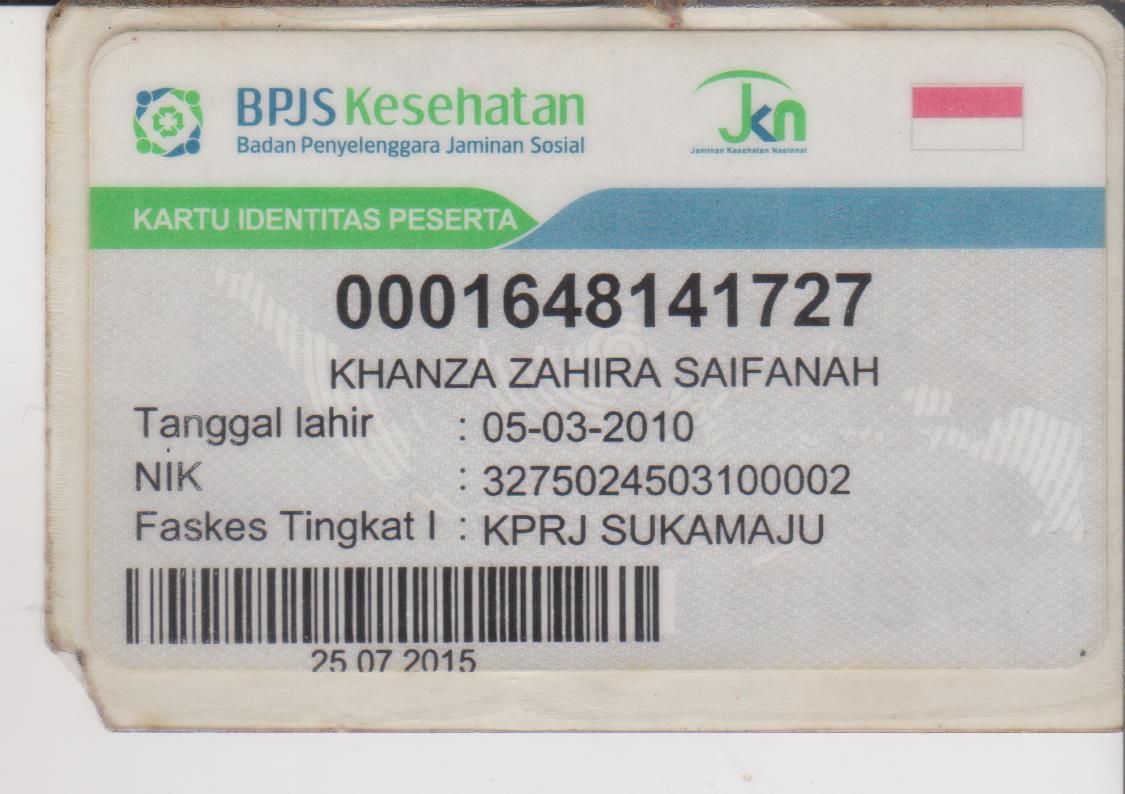 BPJS Kesehatan
Badan Penyelenggara Jaminan Sosial
Jkn
Jaminan Kesehatan Nasional
KARTU IDENTITAS PESERTA
0001648141727
KHANZA ZAHIRA SAIFANAH
Tanggal lahir : 05-03-2010
NIK : 3275024503100002
Faskes Tingkat I : KPRJ SUKAMAJU
25 07 2015